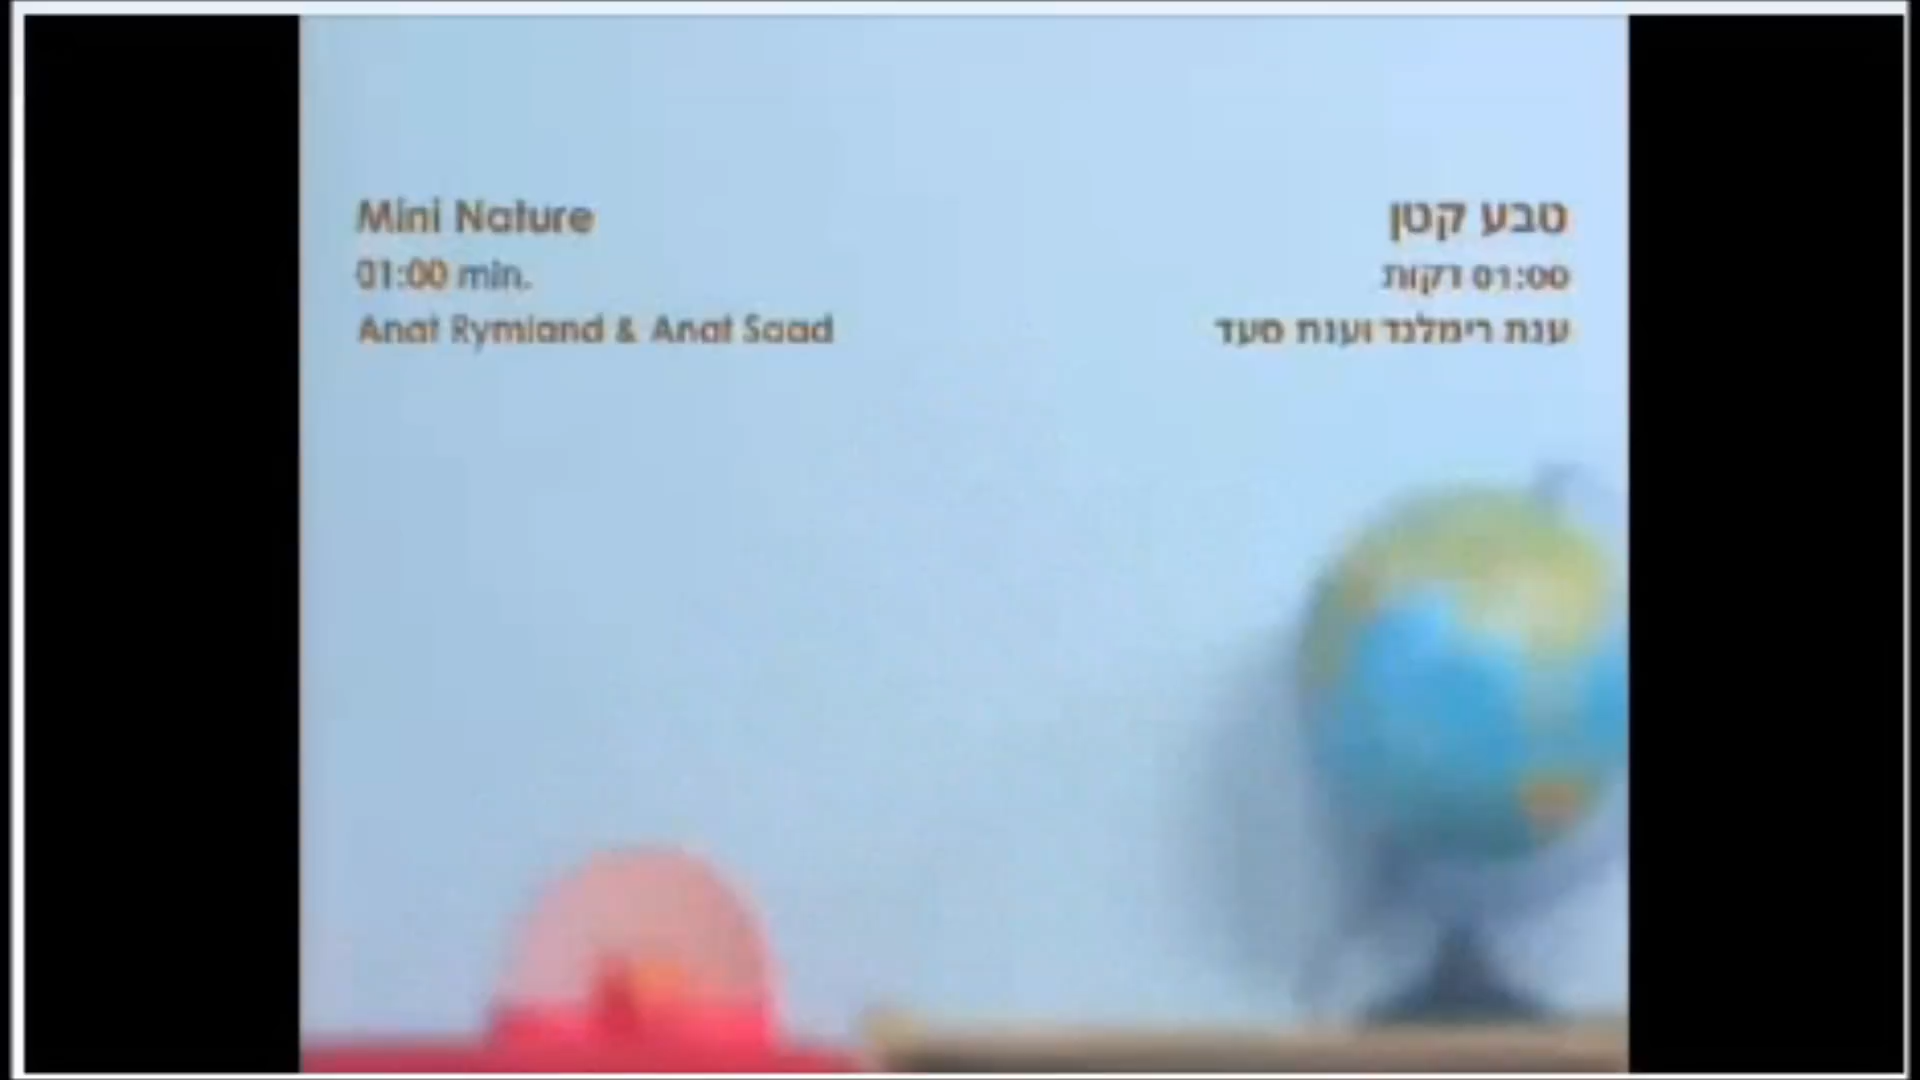 Mini Nature
01:00 min.
Anat Rymland & Anat Saad
טבע קטן
01:00 דקות
ענת רימלנד וענת סעד